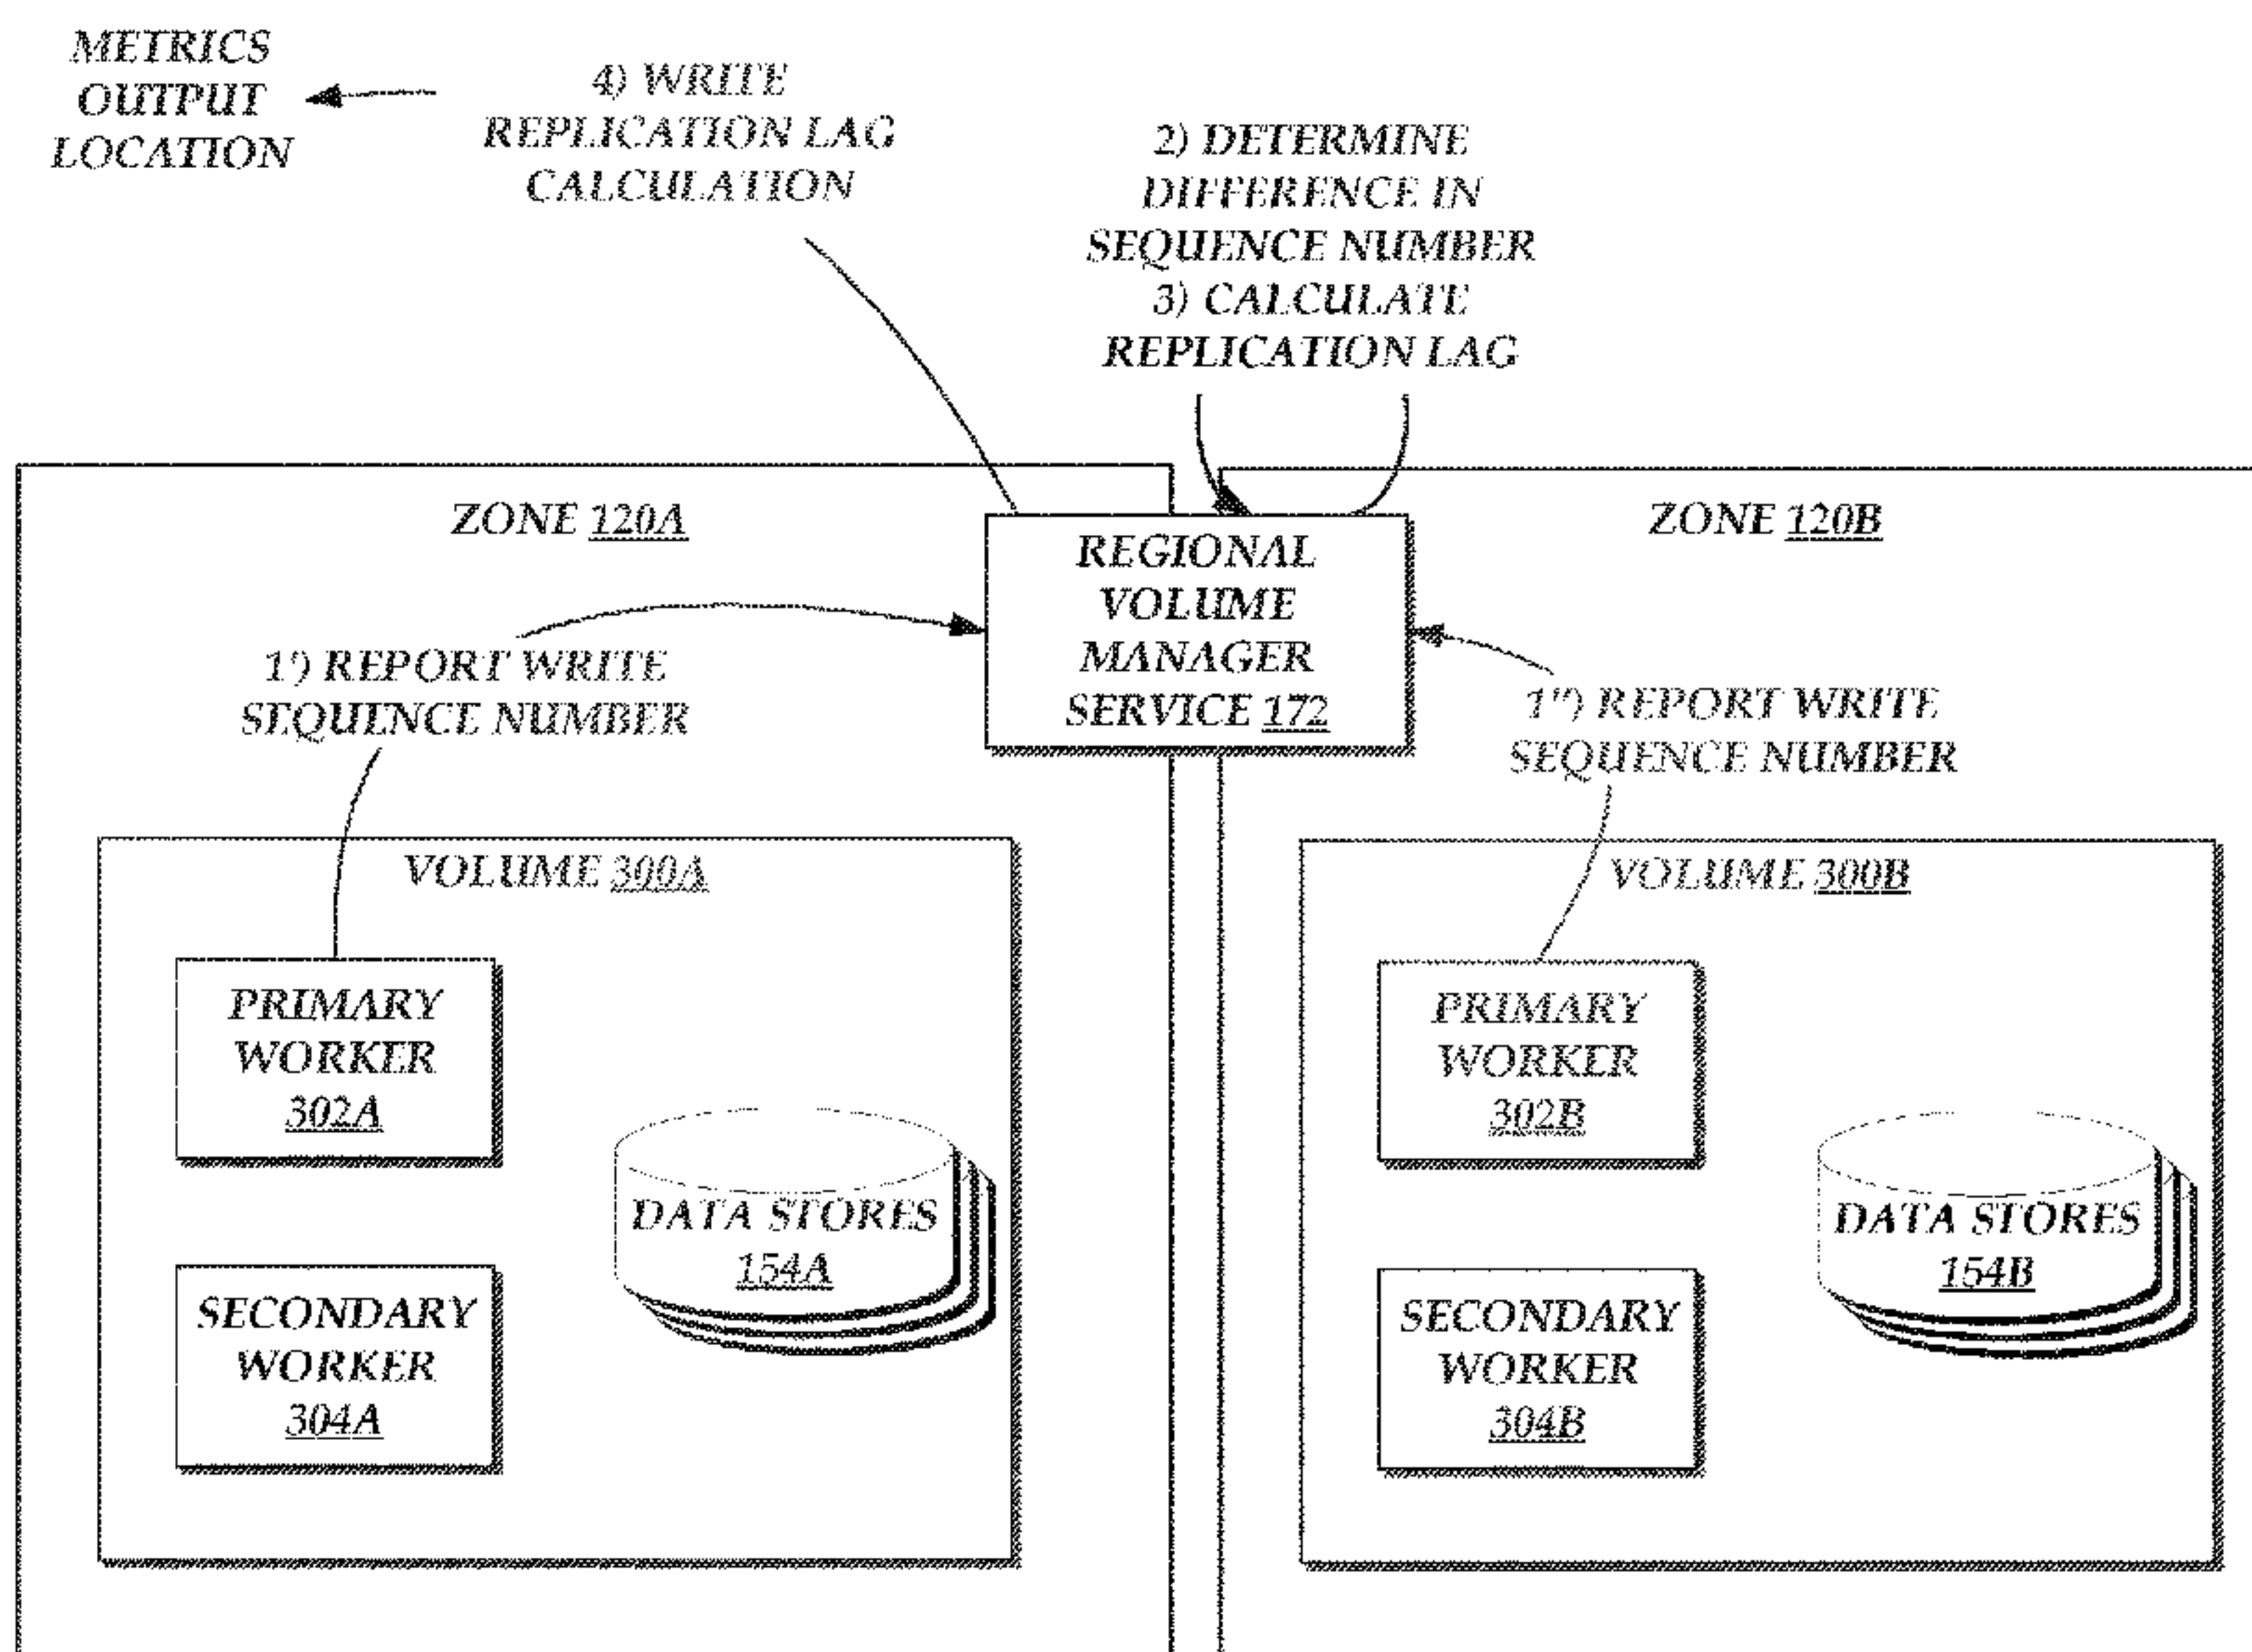 METRICS
OUTPUT
LOCATION
4) WRITE
REPLICATION LAG
CALCULATION
2) DETERMINE
DIFFERENCE IN
SEQUENCE NUMBER
3) CALCULATE
REPLICATION LAG
ZONE 120A
REGIONAL
VOLUME
MANAGER
SERVICE 172
ZONE 120B
1') REPORT WRITE
SEQUENCE NUMBER
1'') REPORT WRITE
SEQUENCE NUMBER
VOLUME 300A
PRIMARY
WORKER
302A
DATA STORES
154A
SECONDARY
WORKER
304A
VOLUME 300B
PRIMARY
WORKER
302B
DATA STORES
154B
SECONDARY
WORKER
304B